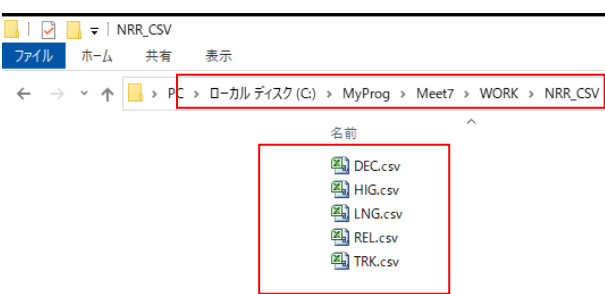 NRR_CSV
ファイル ホーム 共有 表示
PC > ローカル ディスク (C:) > MyProg > Meet7 > WORK > NRR_CSV
名前
DEC.csv
HIG.csv
LNG.csv
REL.csv
TRK.csv